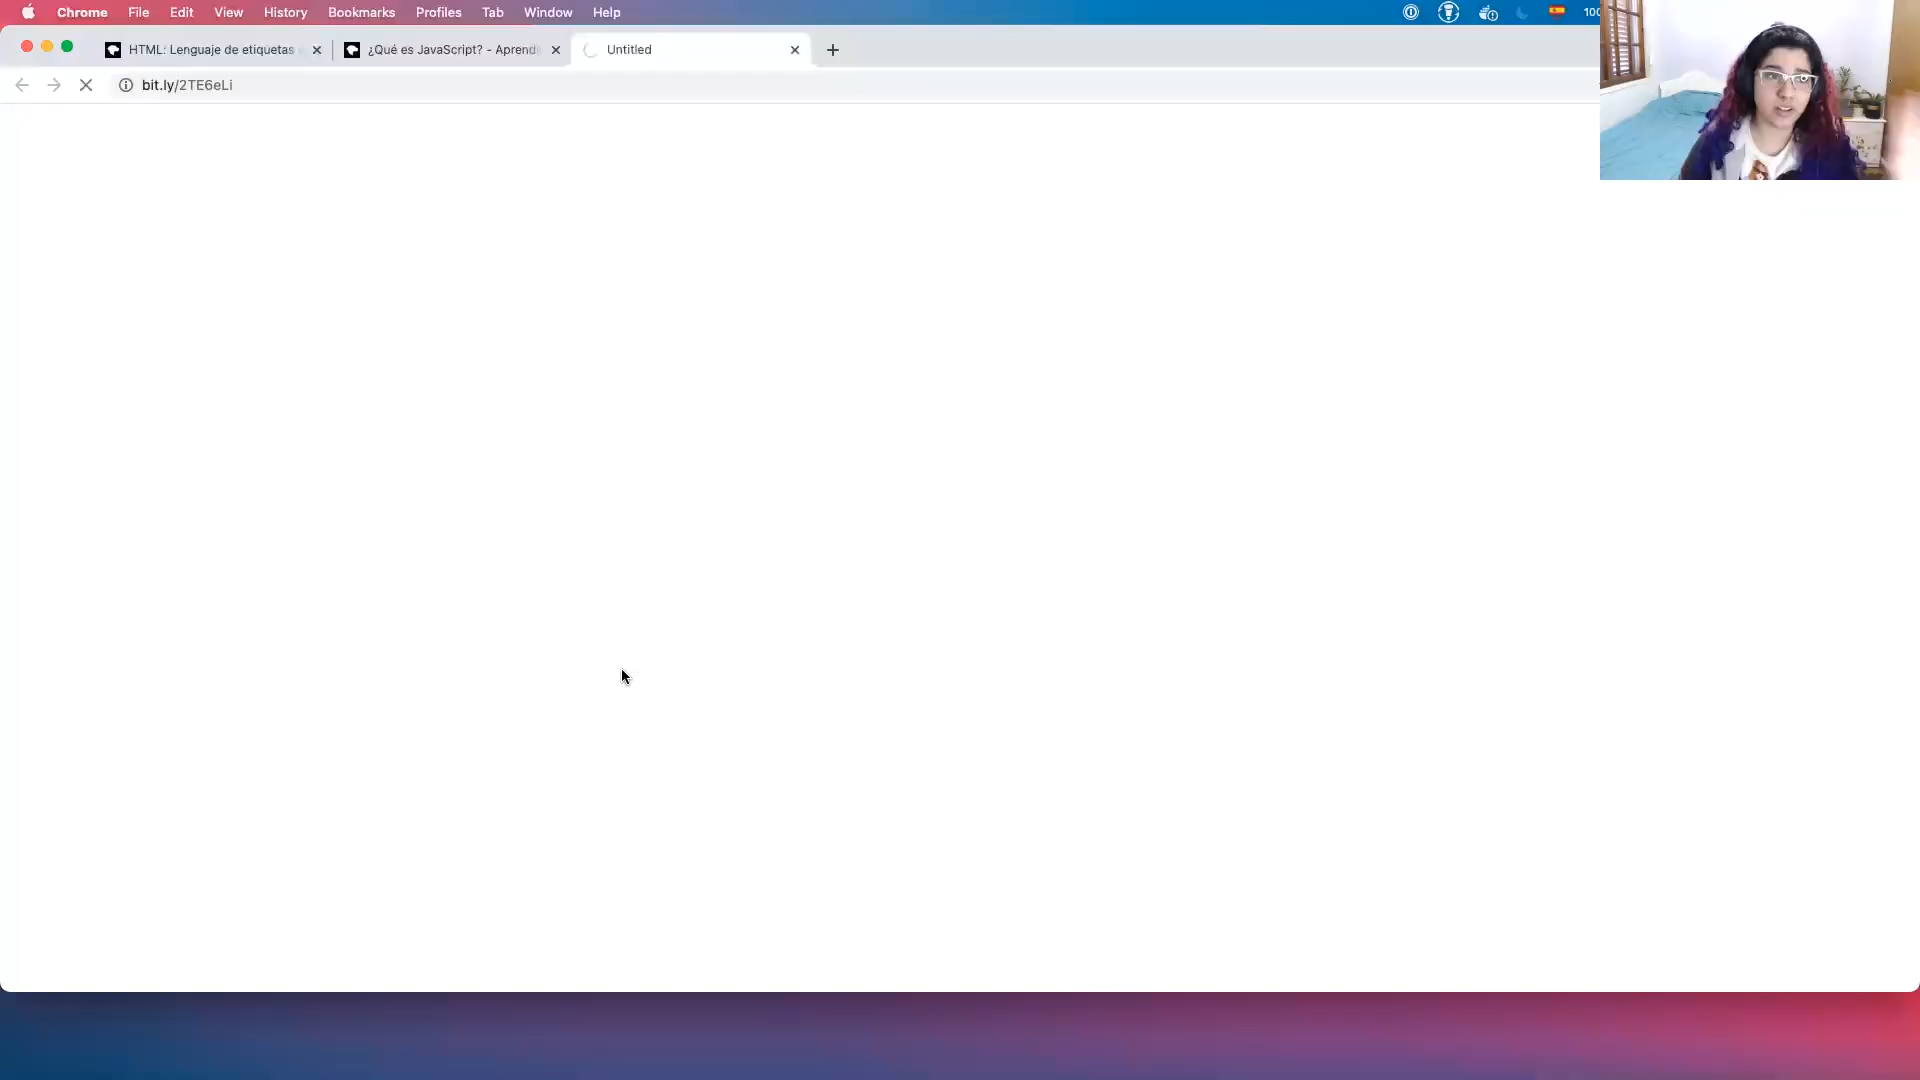 Chrome File Edit View History Bookmarks Profiles Tab Window Help 100
HTML: Lenguaje de etiquetas ¿Qué es JavaScript? - Aprend Untitled
bit.ly/2TE6eLi